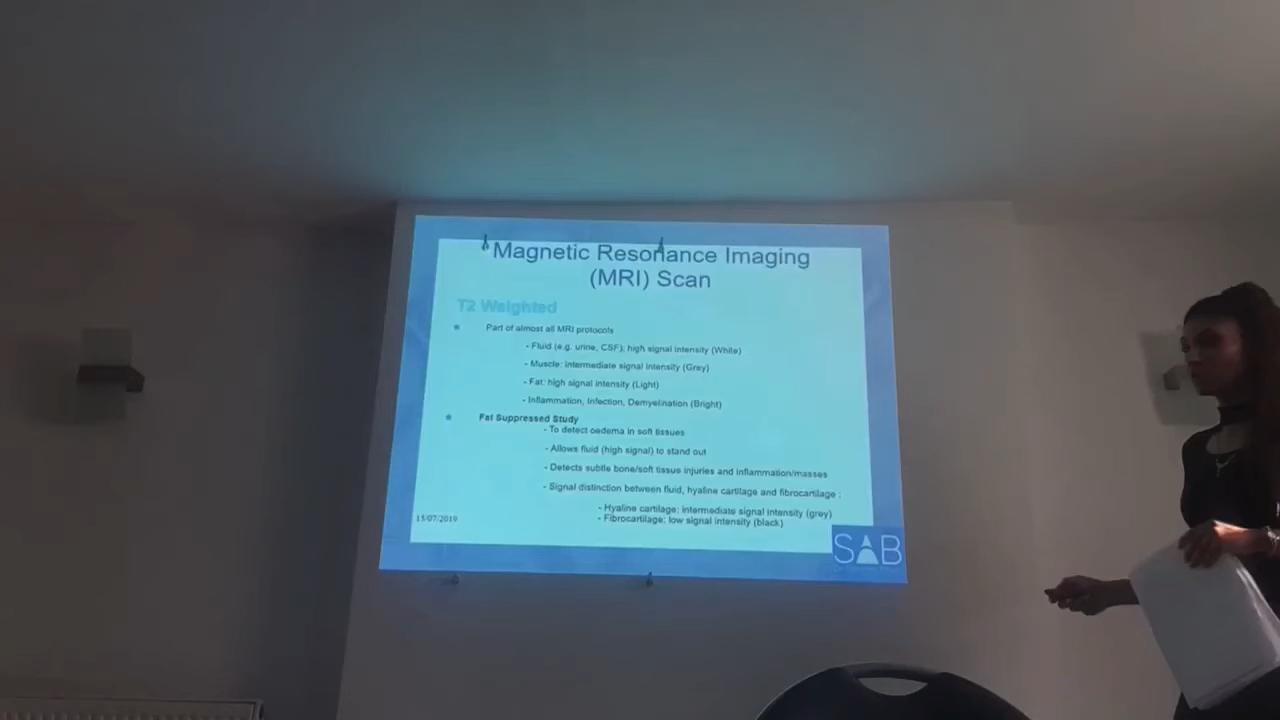 Magnetic Resonance Imaging
(MRI) Scan
T2 Weighted
Part of almost all MRI protocols
- Fluid (e.g. urine, CSF): high signal intensity (White)
- Muscle: intermediate signal intensity (Grey)
- Fat: high signal intensity (Light)
- Inflammation, Infection, Demyelination (Bright)
Fat Suppressed Study
- To detect oedema in soft tissues
- Allows fluid (high signal) to stand out
- Detects subtle bone/soft tissue injuries and inflammation/masses
- Signal distinction between fluid, hyaline cartilage and fibrocartilage :
- Hyaline cartilage: intermediate signal intensity (grey)
- Fibrocartilage: low signal intensity (black)
15/07/2019
SAB